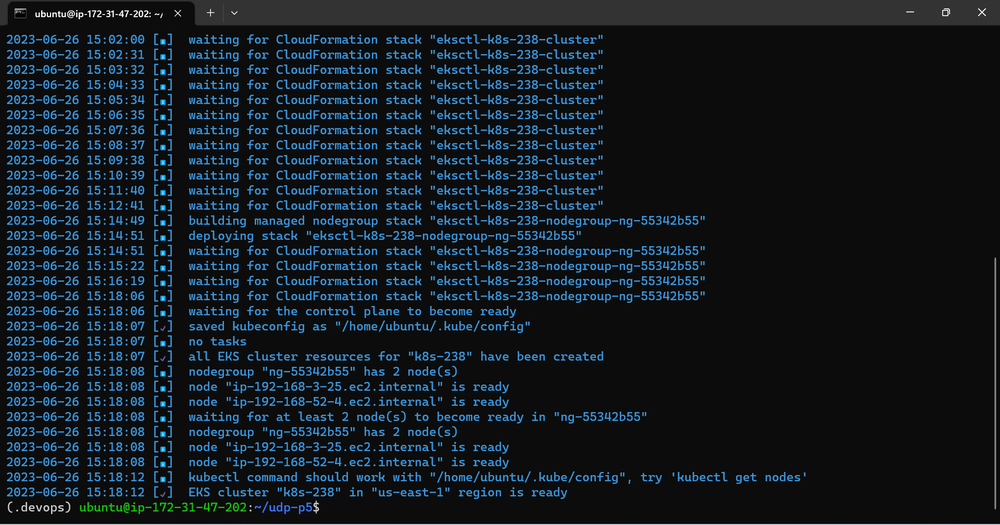 ubuntu@ip-172-31-47-202: ~/
2023-06-26 15:02:00 [ℹ]  waiting for CloudFormation stack "eksctl-k8s-238-cluster"
2023-06-26 15:02:31 [ℹ]  waiting for CloudFormation stack "eksctl-k8s-238-cluster"
2023-06-26 15:03:32 [ℹ]  waiting for CloudFormation stack "eksctl-k8s-238-cluster"
2023-06-26 15:04:33 [ℹ]  waiting for CloudFormation stack "eksctl-k8s-238-cluster"
2023-06-26 15:05:34 [ℹ]  waiting for CloudFormation stack "eksctl-k8s-238-cluster"
2023-06-26 15:06:35 [ℹ]  waiting for CloudFormation stack "eksctl-k8s-238-cluster"
2023-06-26 15:07:36 [ℹ]  waiting for CloudFormation stack "eksctl-k8s-238-cluster"
2023-06-26 15:08:37 [ℹ]  waiting for CloudFormation stack "eksctl-k8s-238-cluster"
2023-06-26 15:09:38 [ℹ]  waiting for CloudFormation stack "eksctl-k8s-238-cluster"
2023-06-26 15:10:39 [ℹ]  waiting for CloudFormation stack "eksctl-k8s-238-cluster"
2023-06-26 15:11:40 [ℹ]  waiting for CloudFormation stack "eksctl-k8s-238-cluster"
2023-06-26 15:12:41 [ℹ]  waiting for CloudFormation stack "eksctl-k8s-238-cluster"
2023-06-26 15:14:49 [ℹ]  building managed nodegroup stack "eksctl-k8s-238-nodegroup-ng-55342b55"
2023-06-26 15:14:51 [ℹ]  deploying stack "eksctl-k8s-238-nodegroup-ng-55342b55"
2023-06-26 15:14:51 [ℹ]  waiting for CloudFormation stack "eksctl-k8s-238-nodegroup-ng-55342b55"
2023-06-26 15:15:22 [ℹ]  waiting for CloudFormation stack "eksctl-k8s-238-nodegroup-ng-55342b55"
2023-06-26 15:16:19 [ℹ]  waiting for CloudFormation stack "eksctl-k8s-238-nodegroup-ng-55342b55"
2023-06-26 15:18:06 [ℹ]  waiting for CloudFormation stack "eksctl-k8s-238-nodegroup-ng-55342b55"
2023-06-26 15:18:06 [ℹ]  waiting for the control plane to become ready
2023-06-26 15:18:07 [✔]  saved kubeconfig as "/home/ubuntu/.kube/config"
2023-06-26 15:18:07 [ℹ]  no tasks
2023-06-26 15:18:07 [✔]  all EKS cluster resources for "k8s-238" have been created
2023-06-26 15:18:08 [ℹ]  nodegroup "ng-55342b55" has 2 node(s)
2023-06-26 15:18:08 [ℹ]  node "ip-192-168-3-25.ec2.internal" is ready
2023-06-26 15:18:08 [ℹ]  node "ip-192-168-52-4.ec2.internal" is ready
2023-06-26 15:18:08 [ℹ]  waiting for at least 2 node(s) to become ready in "ng-55342b55"
2023-06-26 15:18:08 [ℹ]  nodegroup "ng-55342b55" has 2 node(s)
2023-06-26 15:18:08 [ℹ]  node "ip-192-168-3-25.ec2.internal" is ready
2023-06-26 15:18:08 [ℹ]  node "ip-192-168-52-4.ec2.internal" is ready
2023-06-26 15:18:12 [ℹ]  kubectl command should work with "/home/ubuntu/.kube/config", try 'kubectl get nodes'
2023-06-26 15:18:12 [✔]  EKS cluster "k8s-238" in "us-east-1" region is ready
(.devops) ubuntu@ip-172-31-47-202:~/udp-p5$